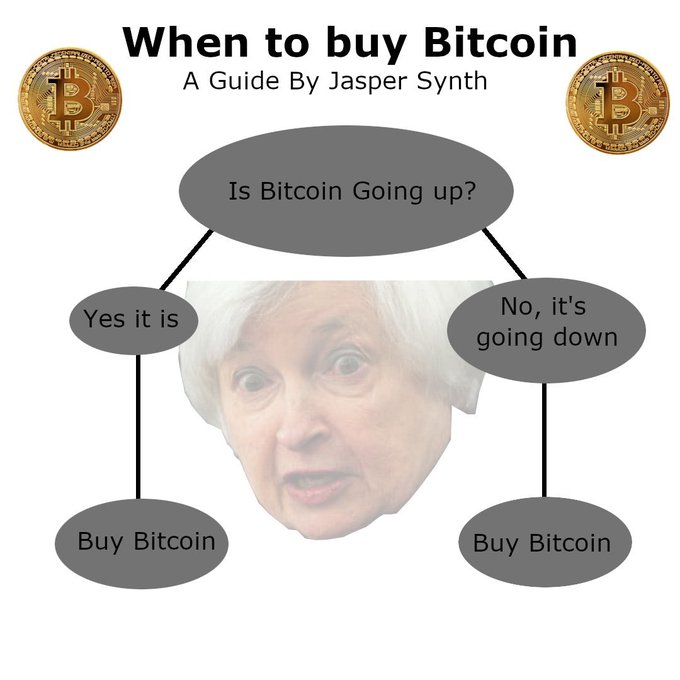 When to buy Bitcoin
A Guide By Jasper Synth
Is Bitcoin Going up?
Yes it is
No, it's
going down
Buy Bitcoin
Buy Bitcoin